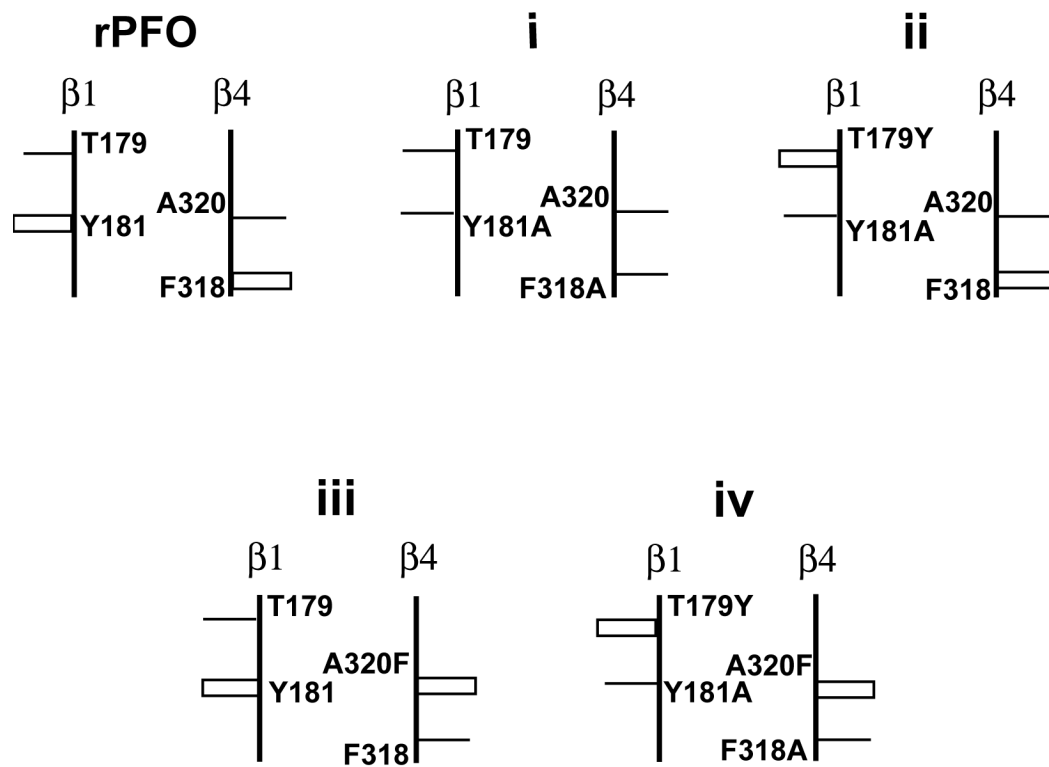 rPFO
β1 β4
T179
A320
Y181
F318
i
β1 β4
T179
A320
Y181A
F318A
ii
β1 β4
T179Y
A320
Y181A
F318
iii
β1 β4
T179
A320F
Y181
F318
iv
β1 β4
T179Y
A320F
Y181A
F318A